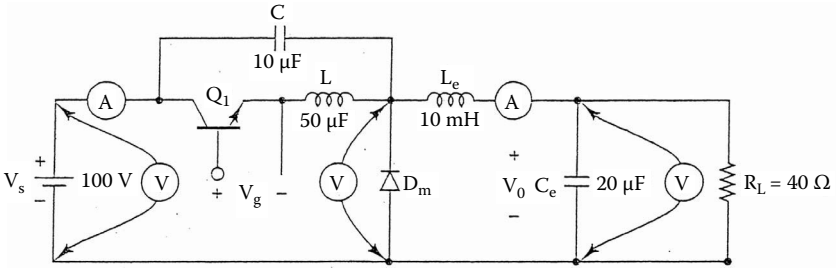 C
10 μF
A
Q1
L
50 μF
Le
10 mH
A
+
Vs
−
100 V
V
+
Vg
−
V
Dm
+
V0
−
Ce
20 μF
V
RL = 40 Ω